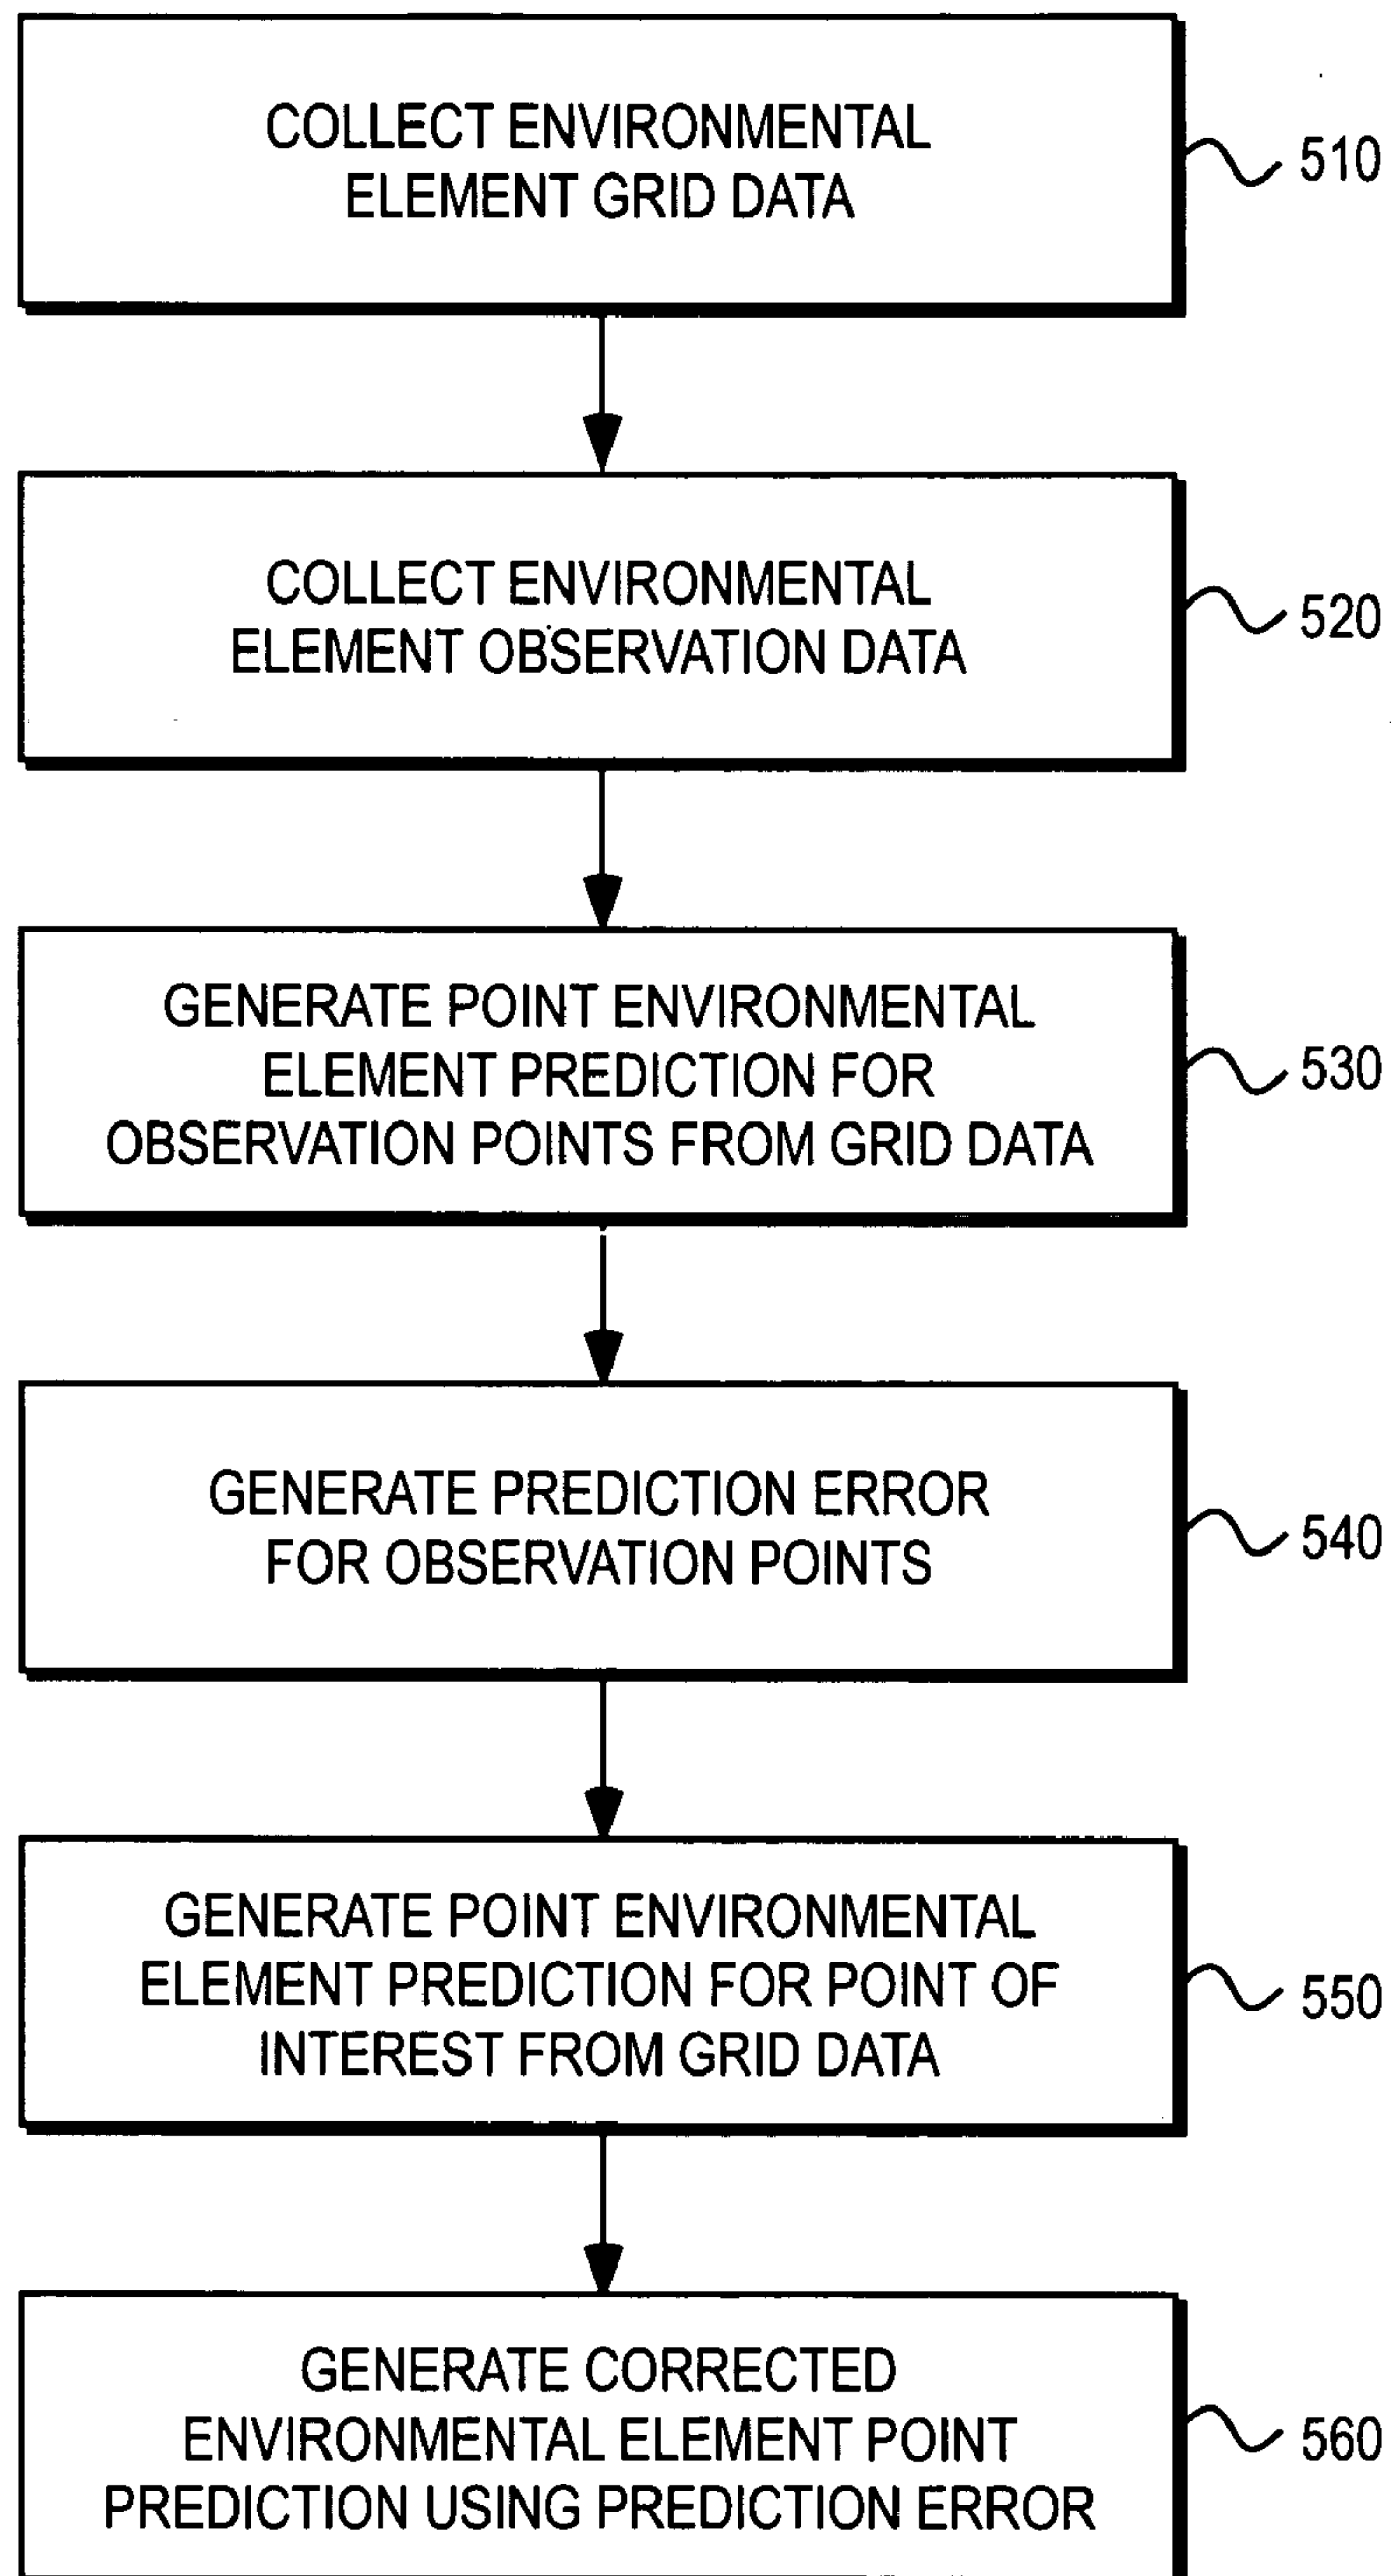 COLLECT ENVIRONMENTAL
ELEMENT GRID DATA
510
COLLECT ENVIRONMENTAL
ELEMENT OBSERVATION DATA
520
GENERATE POINT ENVIRONMENTAL
ELEMENT PREDICTION FOR
OBSERVATION POINTS FROM GRID DATA
530
GENERATE PREDICTION ERROR
FOR OBSERVATION POINTS
540
GENERATE POINT ENVIRONMENTAL
ELEMENT PREDICTION FOR POINT OF
INTEREST FROM GRID DATA
550
GENERATE CORRECTED
ENVIRONMENTAL ELEMENT POINT
PREDICTION USING PREDICTION ERROR
560